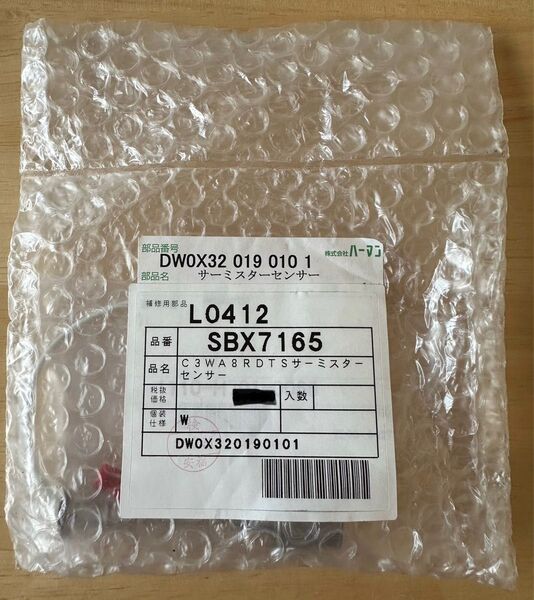 部品番号
DW0X32 019 010 1
株式会社ハーマン
部品名
サーミスターセンサー
補修用部品
L0412
品番
SBX7165
品名
C3WA8RDTSサーミスター
センサー
税抜
価格
入数
個装
仕様
W
DW0X320190101